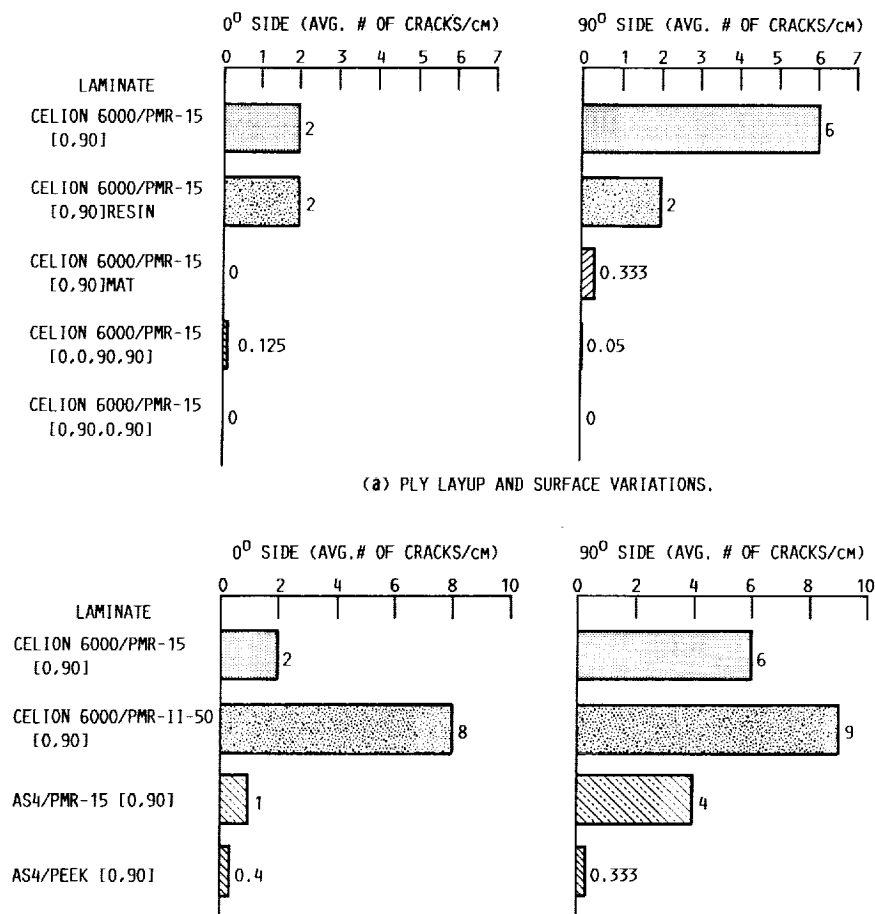 0⁰ SIDE (AVG. # OF CRACKS/CM)
0 1 2 3 4 5 6 7
90⁰ SIDE (AVG. # OF CRACKS/CM)
0 1 2 3 4 5 6 7
LAMINATE
CELION 6000/PMR-15
[0,90]
2
6
CELION 6000/PMR-15
[0,90]RESIN
2
2
CELION 6000/PMR-15
[0,90]MAT
0
0.333
CELION 6000/PMR-15
[0,0,90,90]
0.125
0.05
CELION 6000/PMR-15
[0,90,0,90]
0
0
(a) PLY LAYUP AND SURFACE VARIATIONS.
0⁰ SIDE (AVG. # OF CRACKS/CM)
0 2 4 6 8 10
90⁰ SIDE (AVG. # OF CRACKS/CM)
0 2 4 6 8 10
LAMINATE
CELION 6000/PMR-15
[0,90]
2
6
CELION 6000/PMR-II-50
[0,90]
8
9
AS4/PMR-15 [0,90]
1
4
AS4/PEEK [0,90]
0.4
0.333